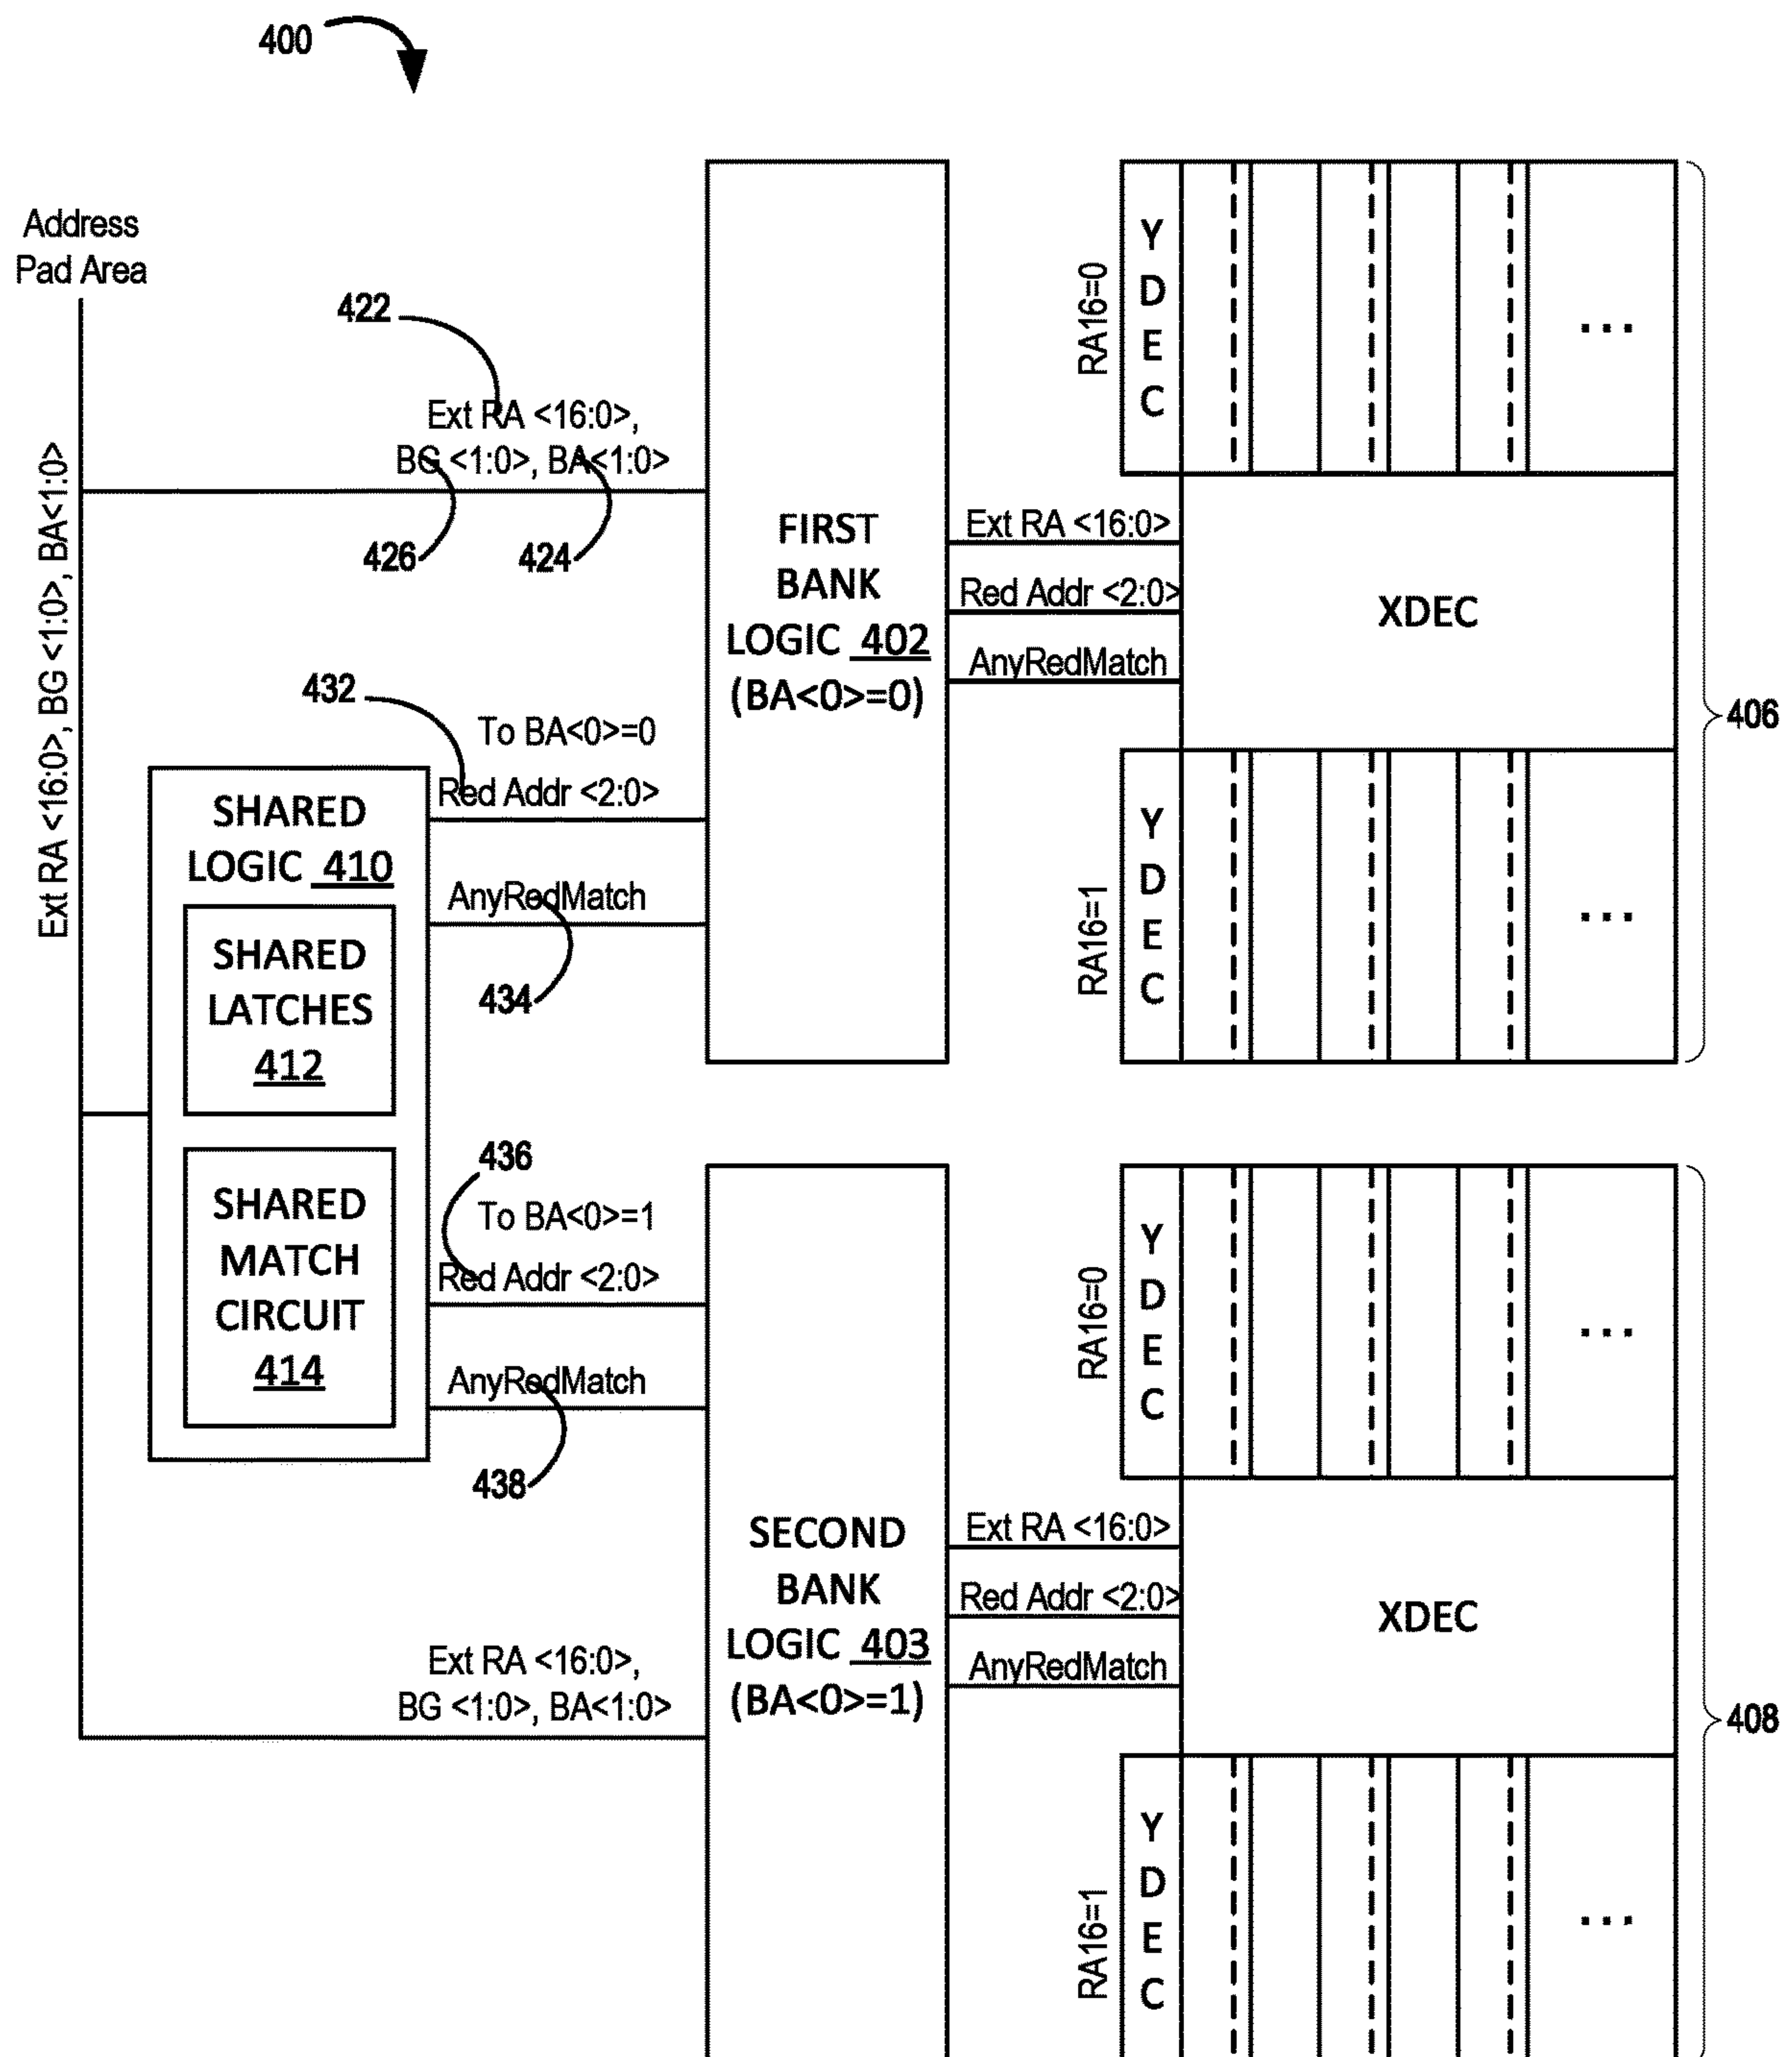 400
Address
Pad Area
Ext RA <16:0>, BG <1:0>, BA<1:0>
422
Ext RA <16:0>,
BG <1:0>, BA<1:0>
426
424
FIRST
BANK
LOGIC 402
(BA<0>=0)
Ext RA <16:0>
Red Addr <2:0>
AnyRedMatch
RA16=0
Y
D
E
C
...
XDEC
RA16=1
Y
D
E
C
...
406
432
To BA<0>=0
Red Addr <2:0>
AnyRedMatch
434
SHARED
LOGIC 410
SHARED
LATCHES
412
SHARED
MATCH
CIRCUIT
414
436
To BA<0>=1
Red Addr <2:0>
AnyRedMatch
438
Ext RA <16:0>,
BG <1:0>, BA<1:0>
SECOND
BANK
LOGIC 403
(BA<0>=1)
Ext RA <16:0>
Red Addr <2:0>
AnyRedMatch
RA16=0
Y
D
E
C
...
XDEC
RA16=1
Y
D
E
C
...
408